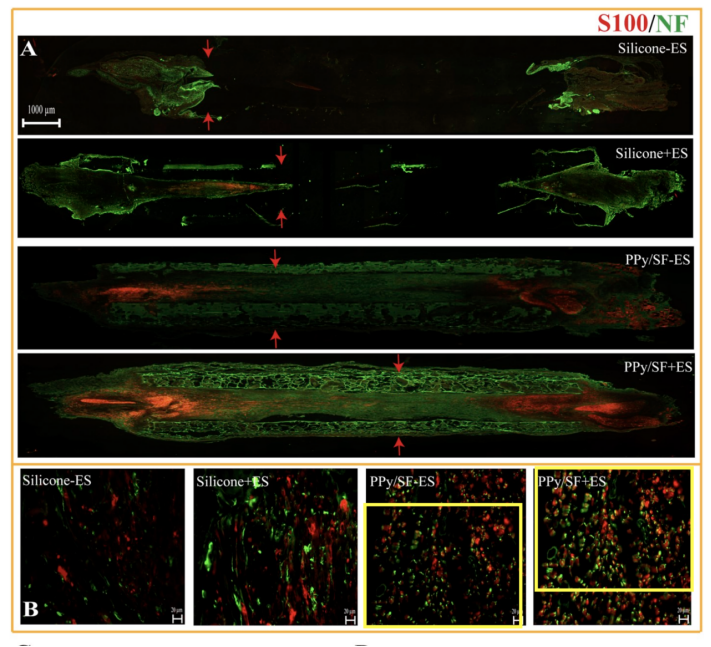 S100/NF
A
Silicone-ES
1000 µm
Silicone+ES
PPy/SF-ES
PPy/SF+ES
Silicone-ES
Silicone+ES
PPy/SF-ES
PPy/SF+ES
B
20 µm
20 µm
20 µm
20 µm